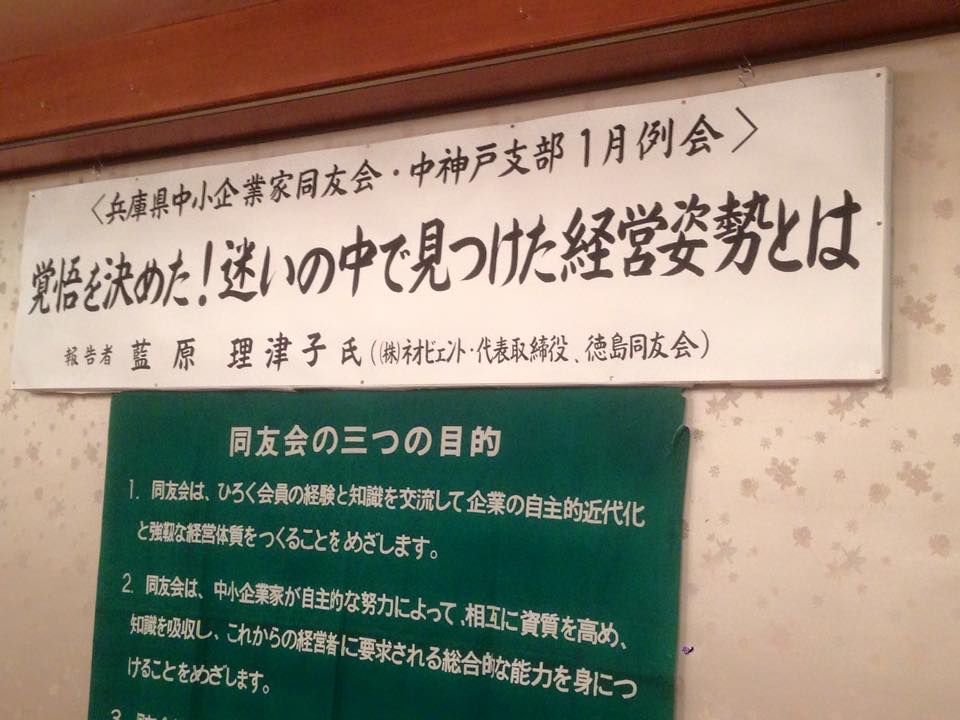 〈兵庫県中小企業家同友会・中神戸支部1月例会〉
覚悟を決めた!迷いの中で見つけた経営姿勢とは
報告者 藍原 理津子氏(㈱ネオビエント・代表取締役、徳島同友会)
同友会の三つの目的
1. 同友会は、ひろく会員の経験と知識を交流して企業の自主的近代化
と強靱な経営体質をつくることをめざします。
2. 同友会は、中小企業家が自主的な努力によって、相互に資質を高め、
知識を吸収し、これからの経営者に要求される総合的な能力を身につ
けることをめざします。
3.